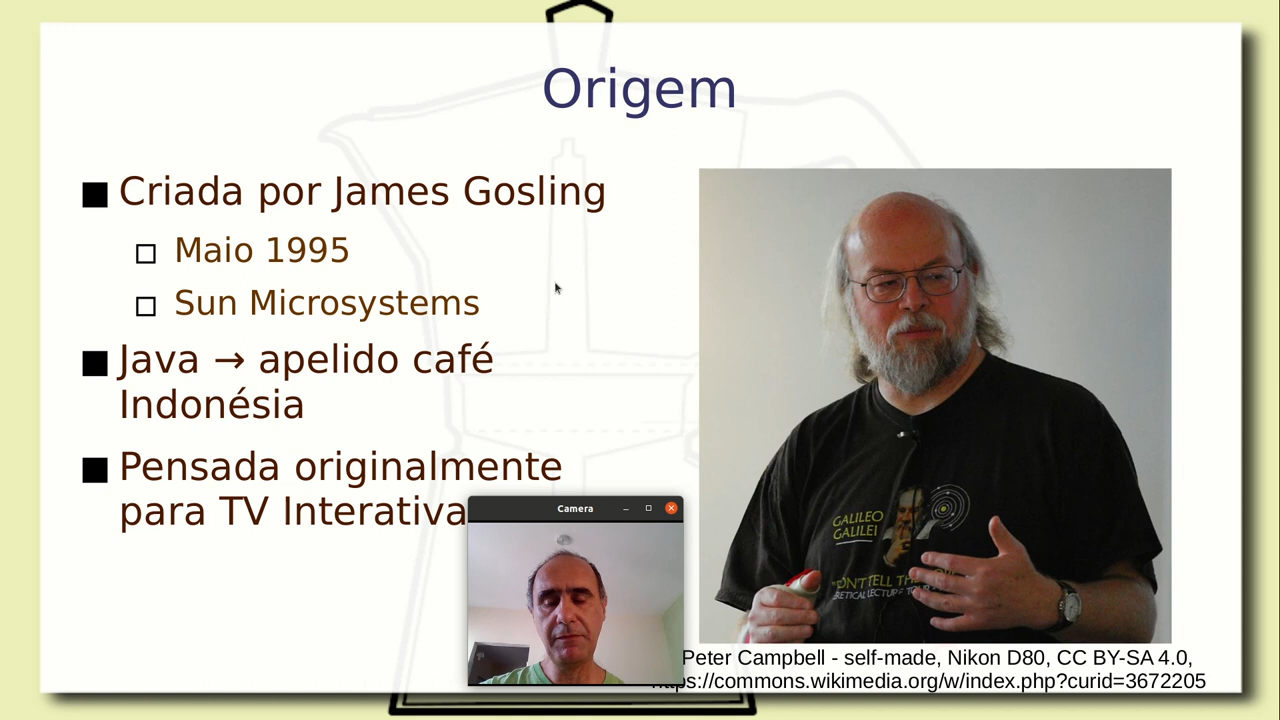 Origem
■ Criada por James Gosling
□ Maio 1995
□ Sun Microsystems
■ Java → apelido café
Indonésia
■ Pensada originalmente
para TV Interativa
Camera
GALILEO
GALILEI
Peter Campbell - self-made, Nikon D80, CC BY-SA 4.0,
commons.wikimedia.org/w/index.php?curid=3672205